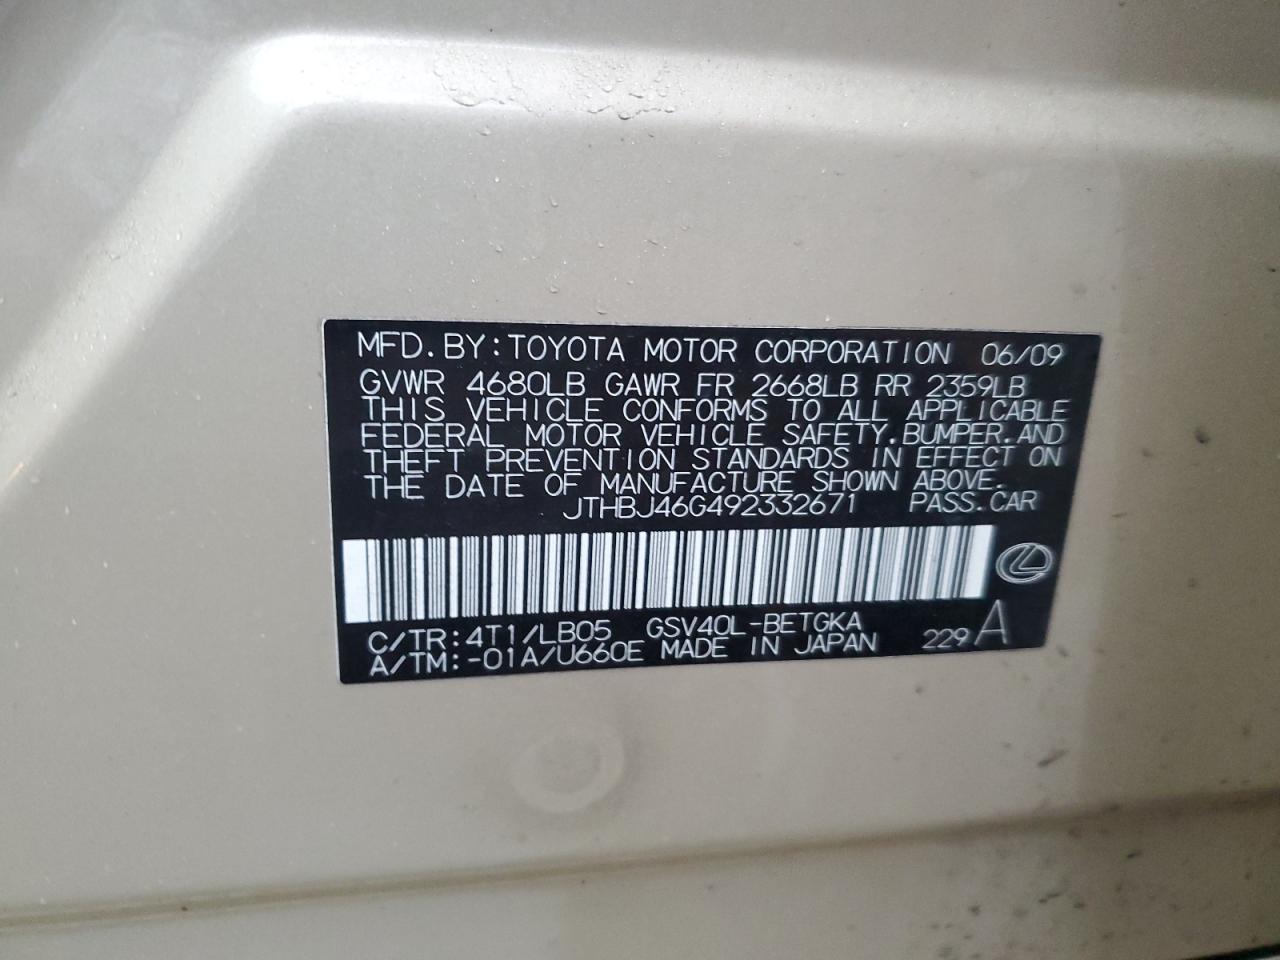 MFD.BY:TOYOTA MOTOR CORPORATION 06/09
GVWR 4680LB GAWR FR 2668LB RR 2359LB
THIS VEHICLE CONFORMS TO ALL APPLICABLE
FEDERAL MOTOR VEHICLE SAFETY.BUMPER.AND
THEFT PREVENTION STANDARDS IN EFFECT ON
THE DATE OF MANUFACTURE SHOWN ABOVE.
JTHBJ46G492332671 PASS.CAR
C/TR:4T1/LB05 GSV40L-BETGKA
A/TM:-01A/U660E MADE IN JAPAN 229 A